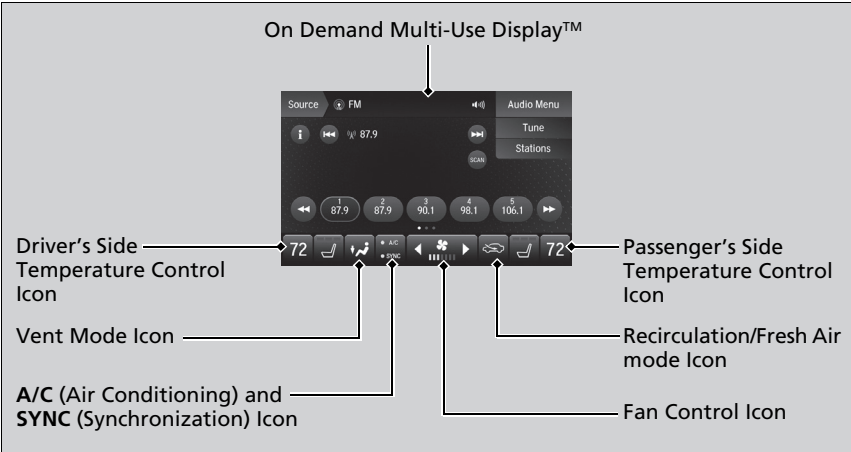 On Demand Multi-Use Display™
Source FM Audio Menu
i 87.9 Tune
SCAN Stations
1 2 3 4 5
87.9 87.9 90.1 98.1 106.1
72 A/C 72
SYNC
Driver's Side
Temperature Control
Icon
Vent Mode Icon
A/C (Air Conditioning) and
SYNC (Synchronization) Icon
Passenger's Side
Temperature Control
Icon
Recirculation/Fresh Air
mode Icon
Fan Control Icon